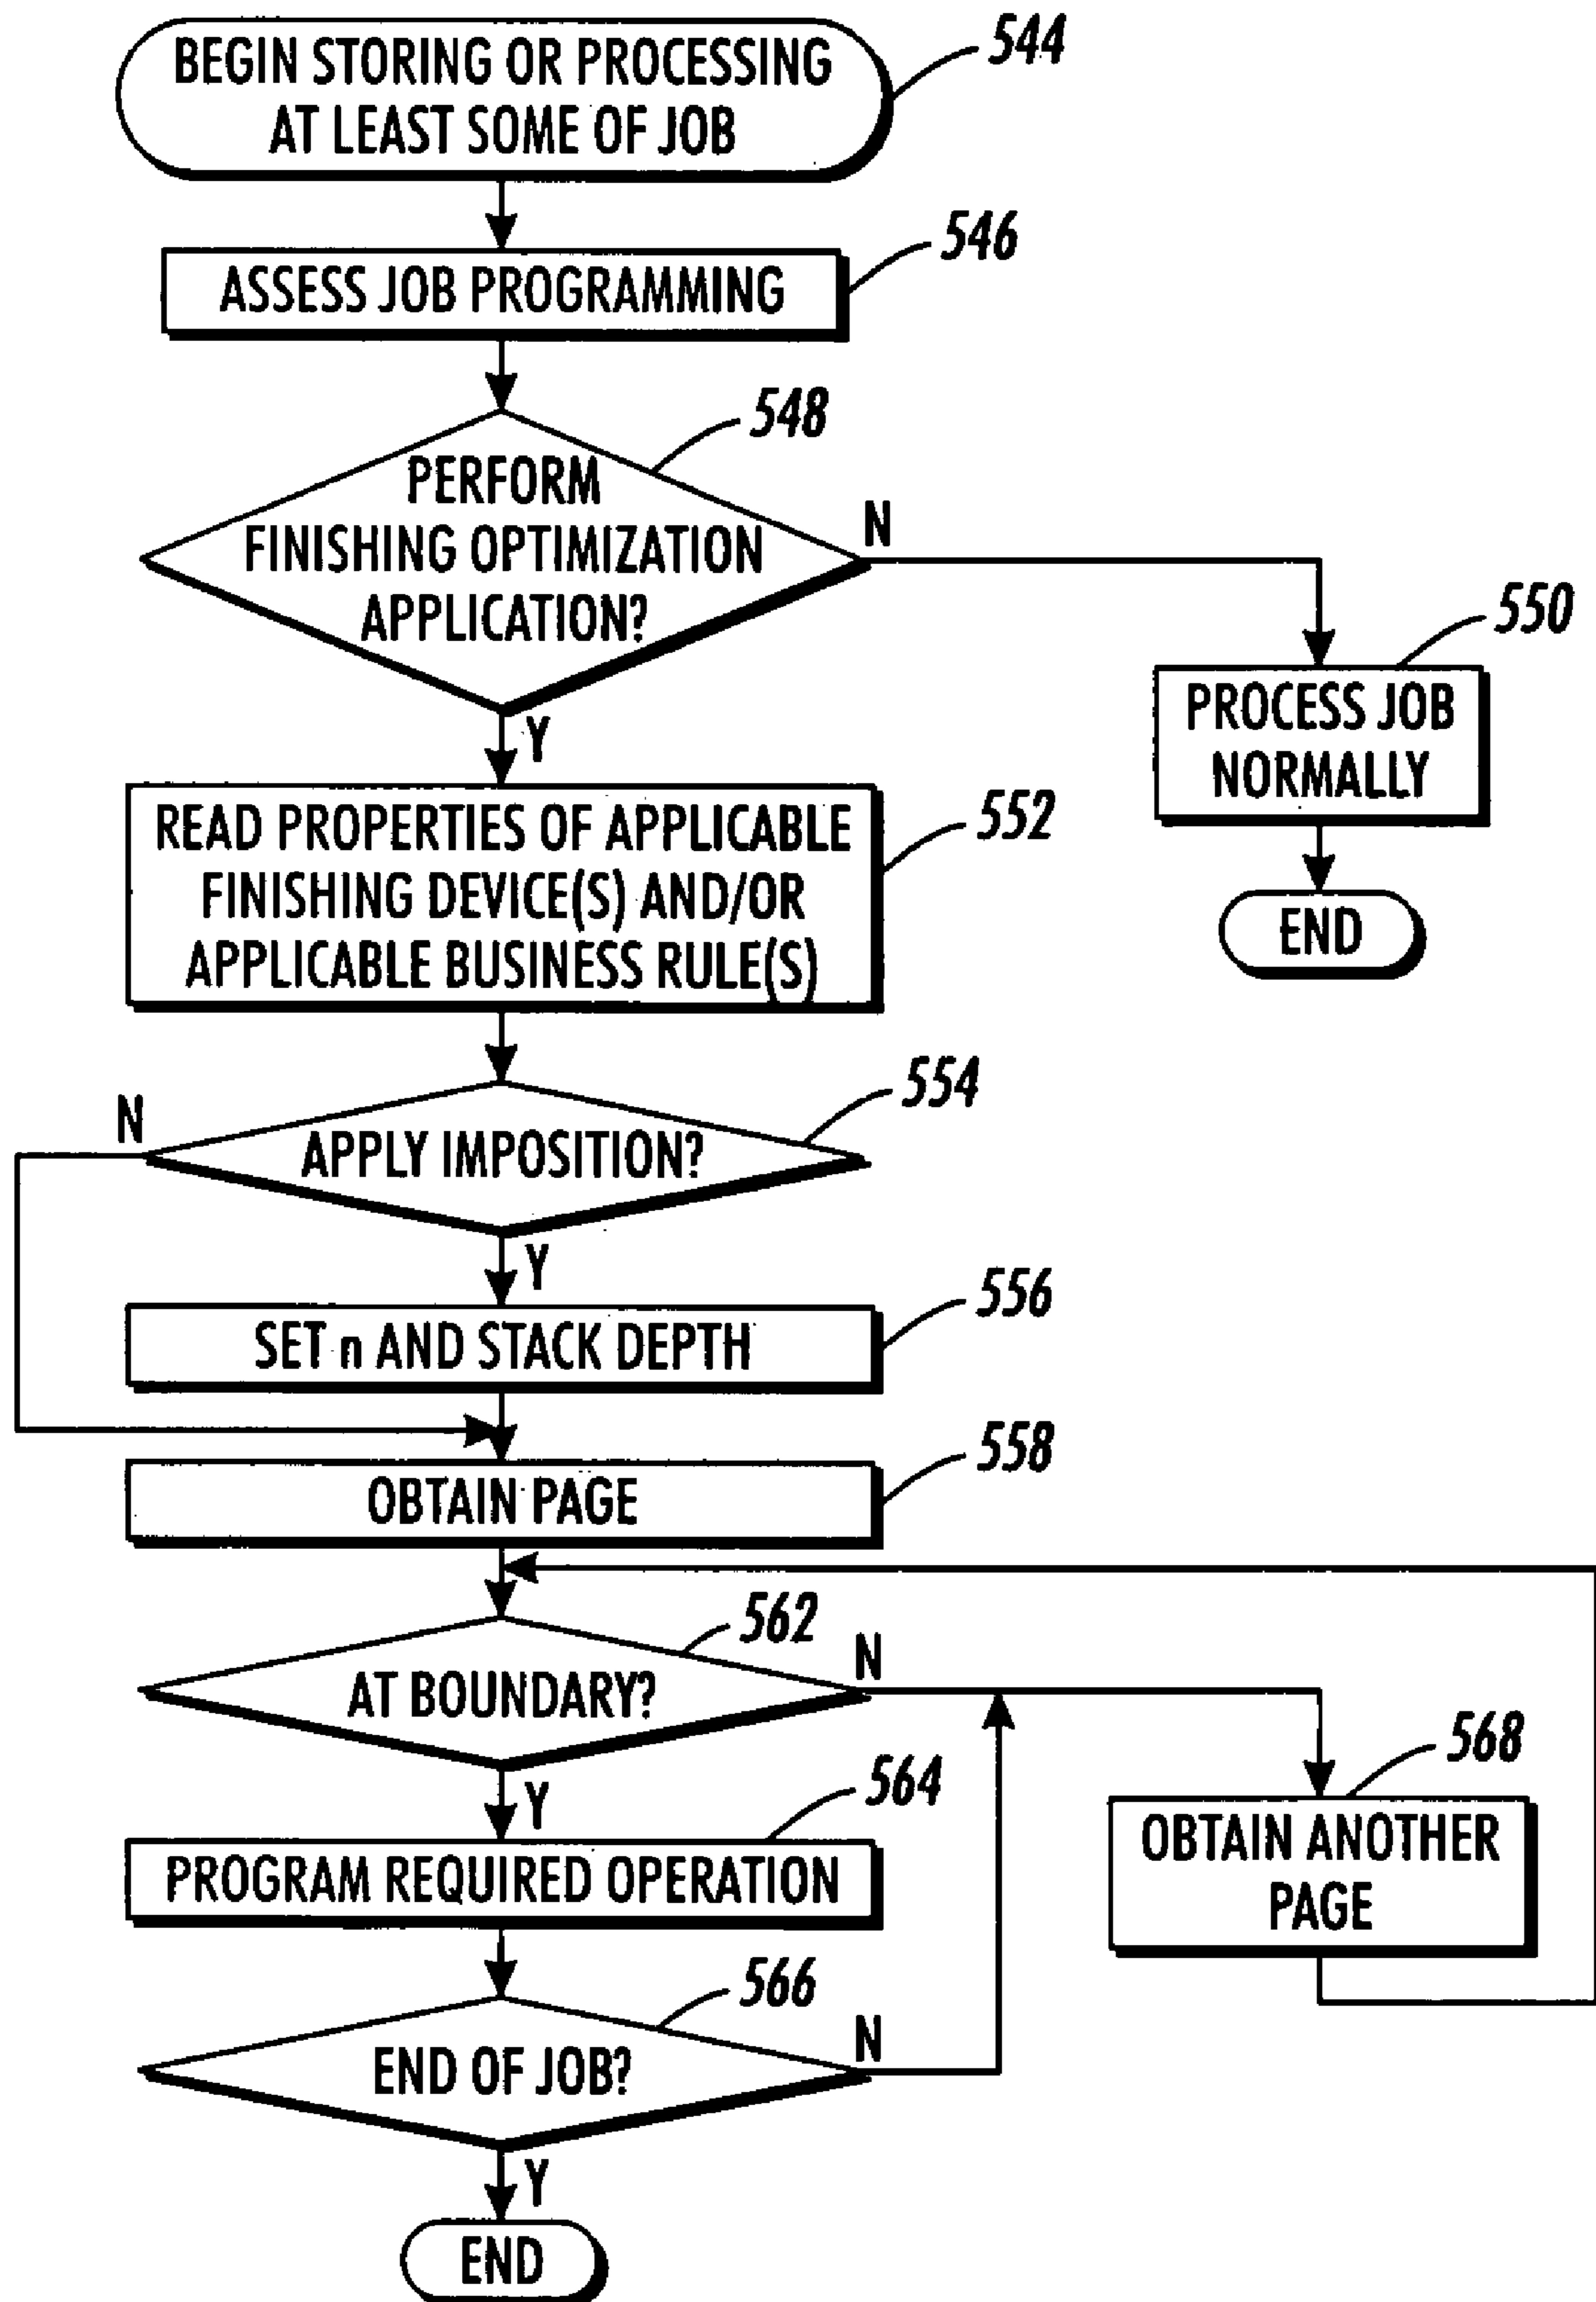 BEGIN STORING OR PROCESSING
AT LEAST SOME OF JOB
544
ASSESS JOB PROGRAMMING
546
PERFORM
FINISHING OPTIMIZATION
APPLICATION?
548
N
Y
PROCESS JOB
NORMALLY
550
END
READ PROPERTIES OF APPLICABLE
FINISHING DEVICE(S) AND/OR
APPLICABLE BUSINESS RULE(S)
552
APPLY IMPOSITION?
554
N
Y
SET n AND STACK DEPTH
556
OBTAIN PAGE
558
AT BOUNDARY?
562
N
Y
PROGRAM REQUIRED OPERATION
564
OBTAIN ANOTHER
PAGE
568
END OF JOB?
566
N
Y
END